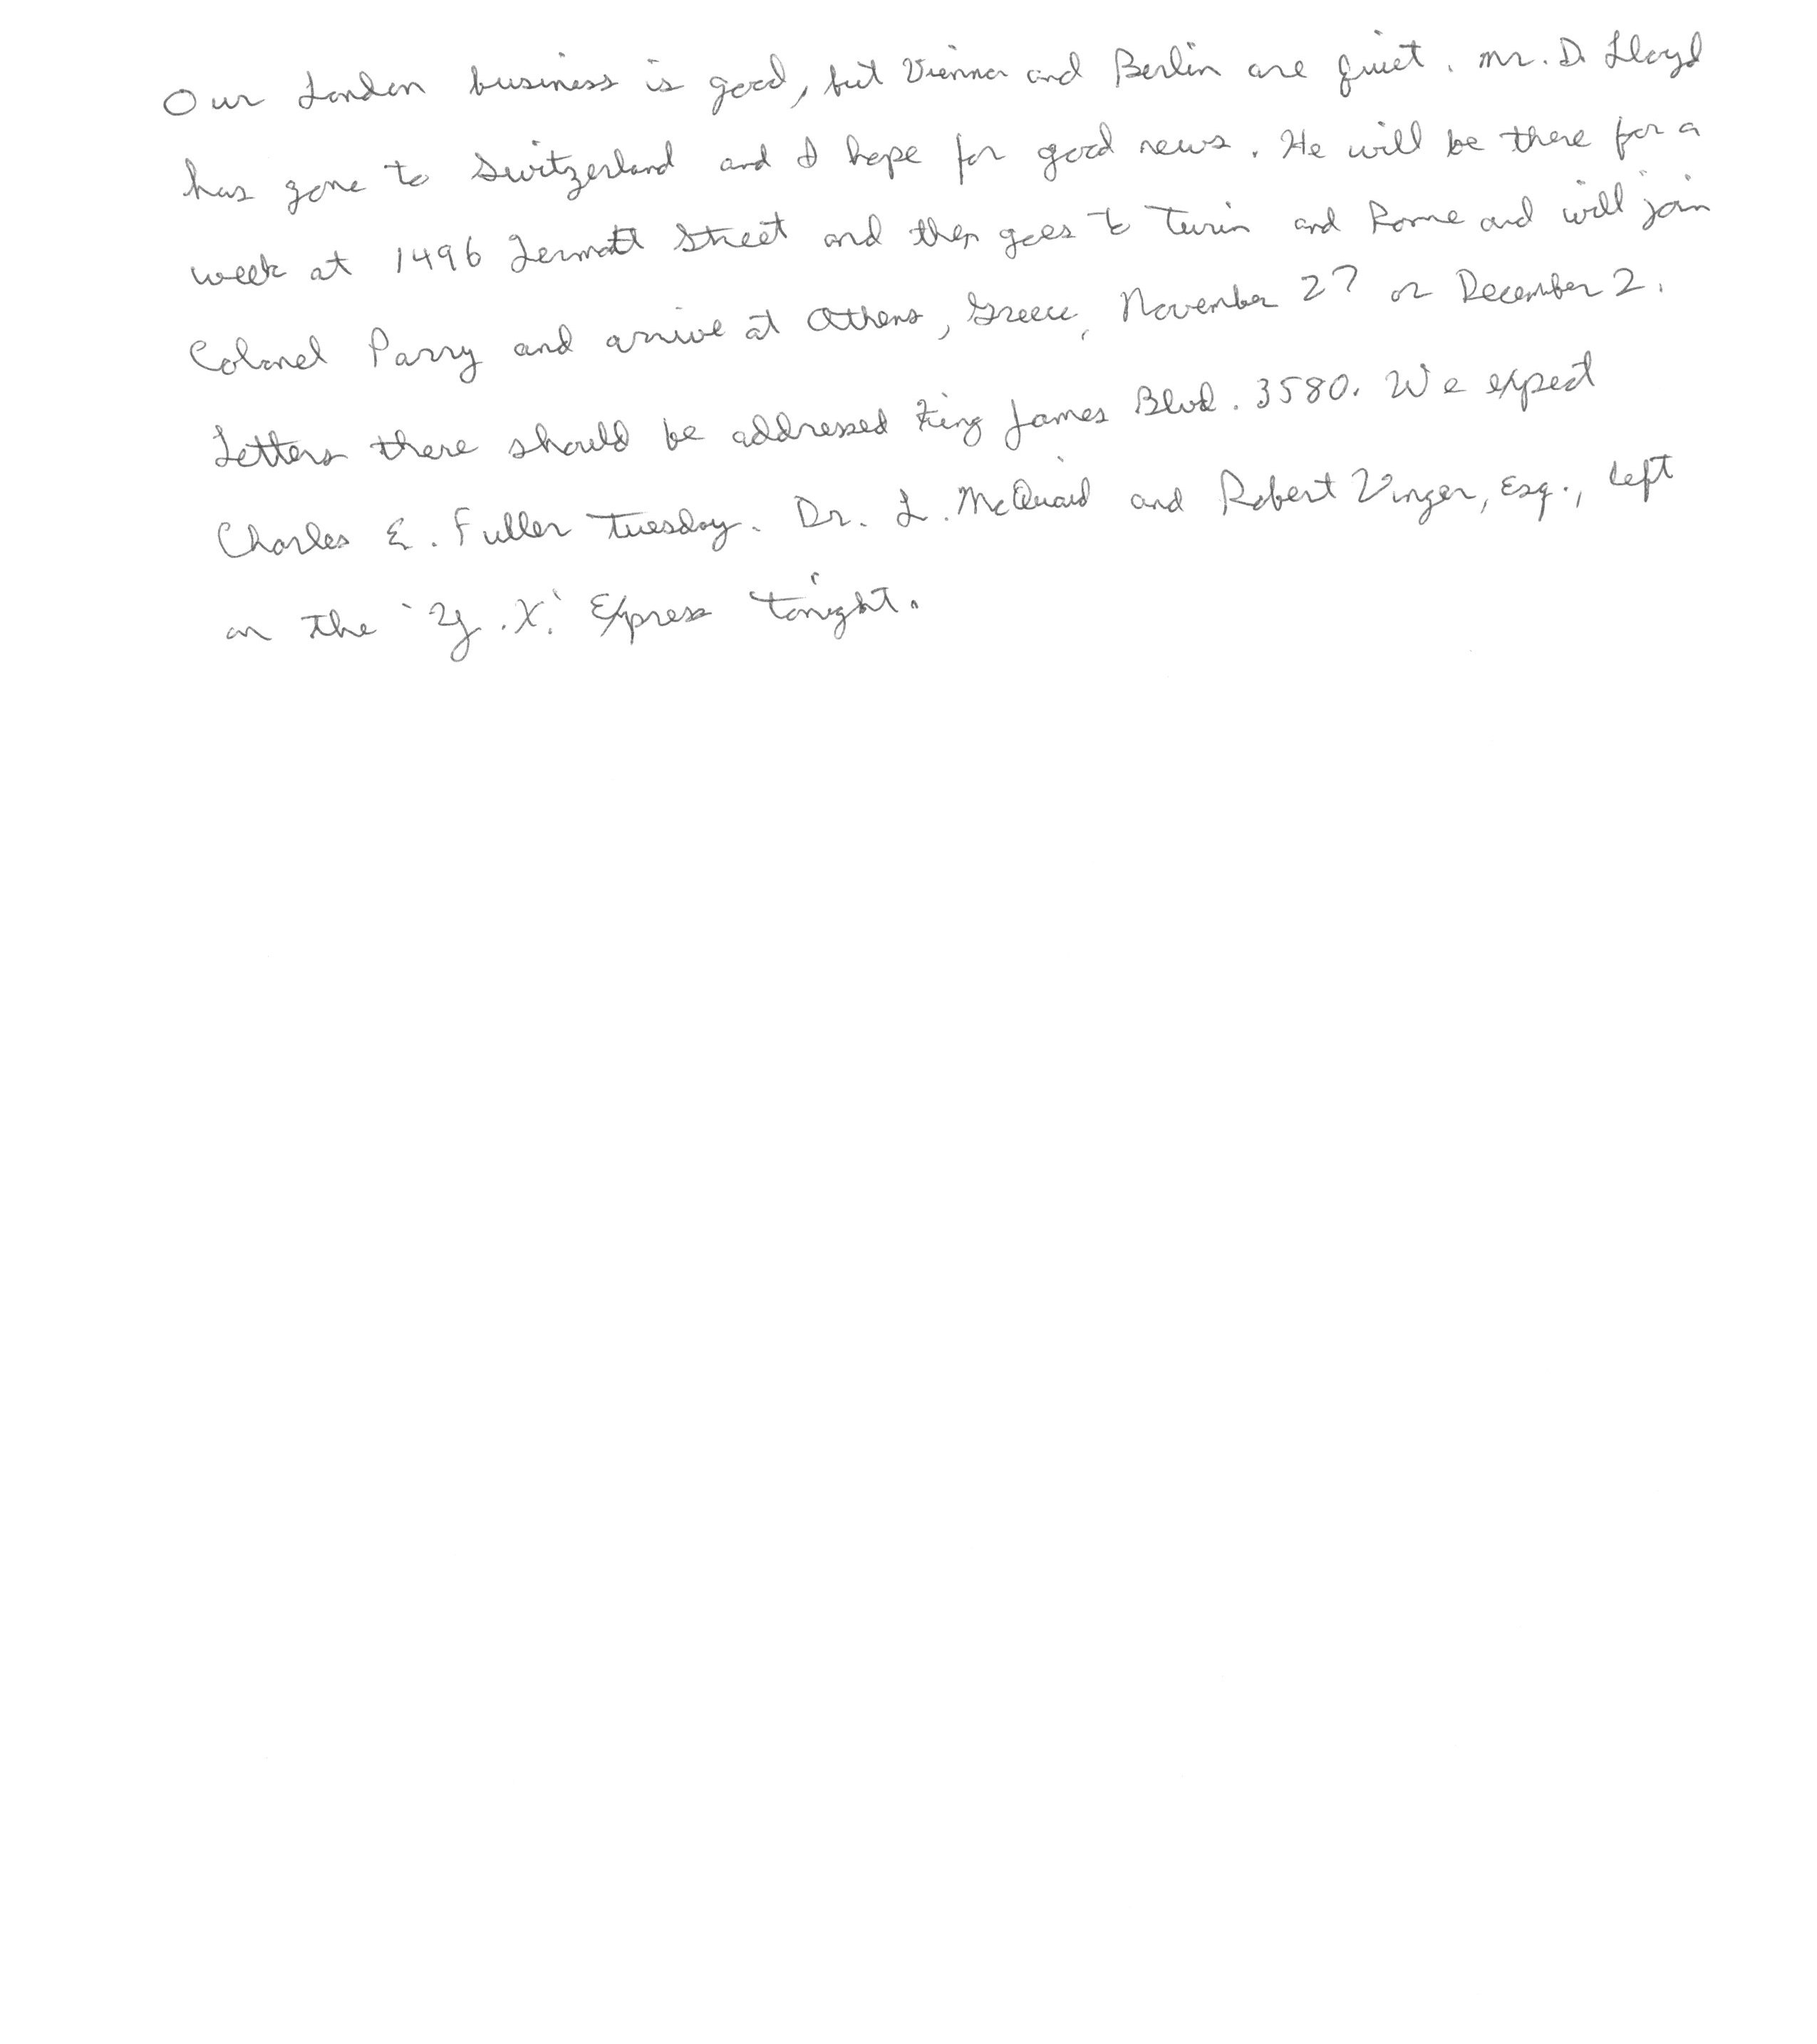 Our London business is good, but Vienna and Berlin are quiet. Mr. D. Lloyd
has gone to Switzerland and I hope for good news. He will be there for a
week at 1496 Zermott Street and then goes to Turin and Rome and will join
Colonel Parry and arrive at Athens, Greece, November 27 or December 2.
Letters there should be addressed King James Blvd. 3580. We expect
Charles E. Fuller Tuesday. Dr. L. McQuaid and Robert Unger, Esq., left
on the 'Y.X.' Express tonight.